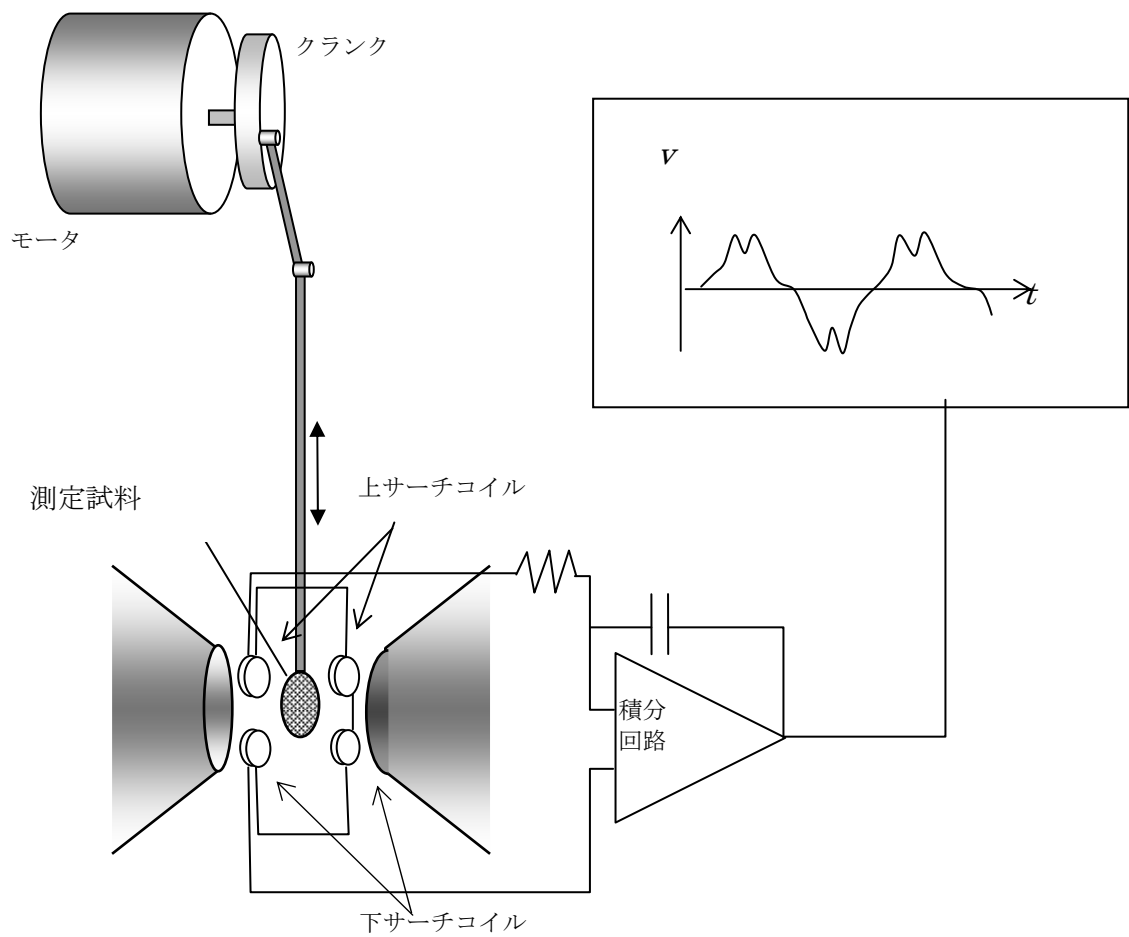 クランク
モータ
v
t
測定試料
上サーチコイル
積分
回路
下サーチコイル